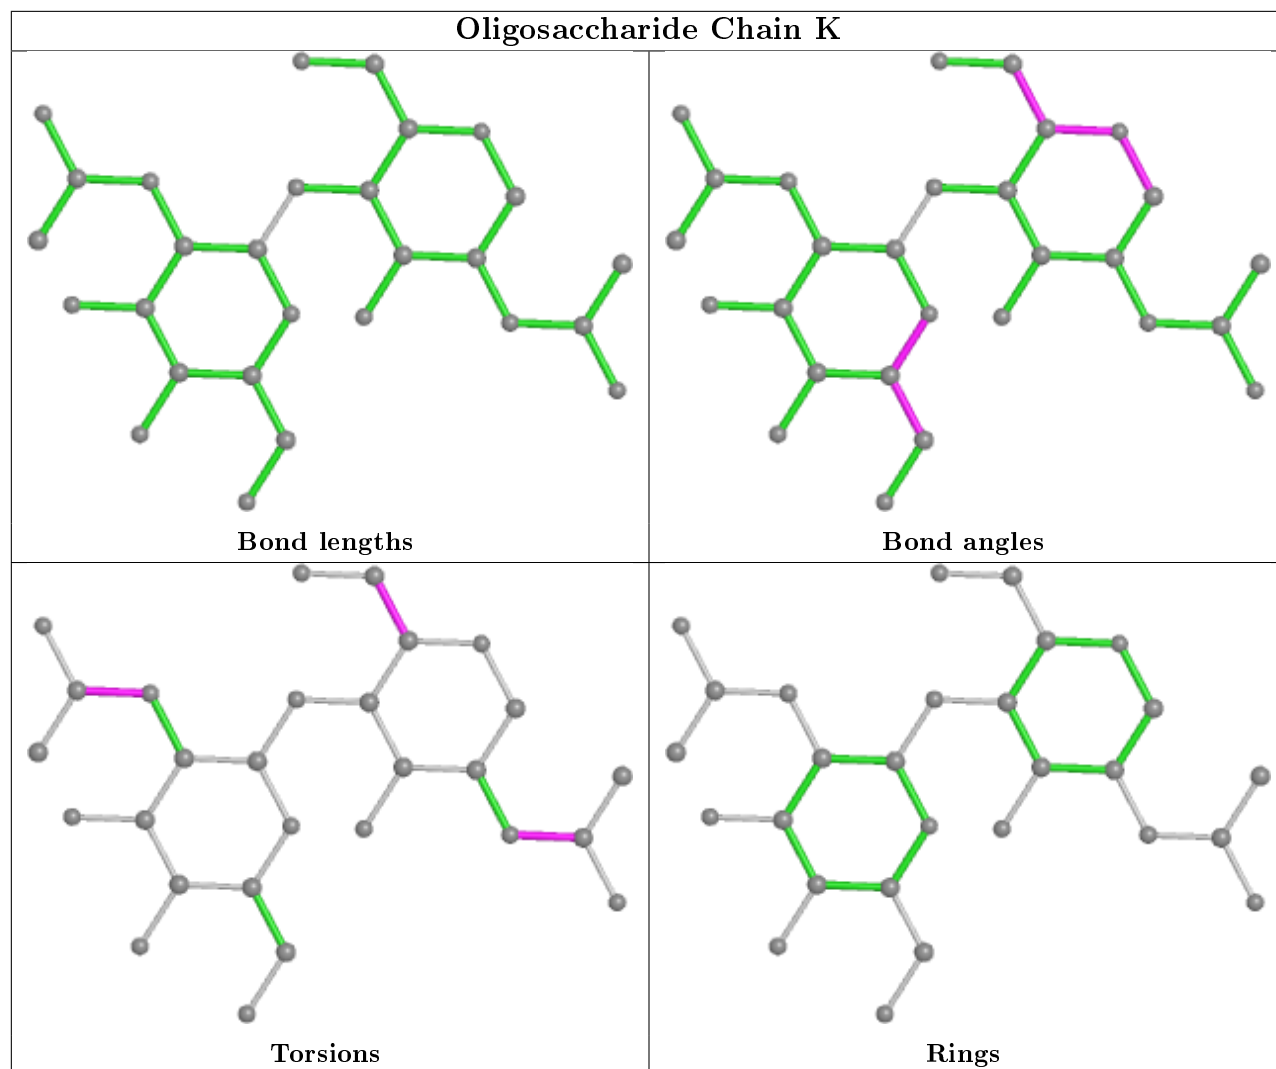 Oligosaccharide Chain K
Bond lengths
Bond angles
Torsions
Rings